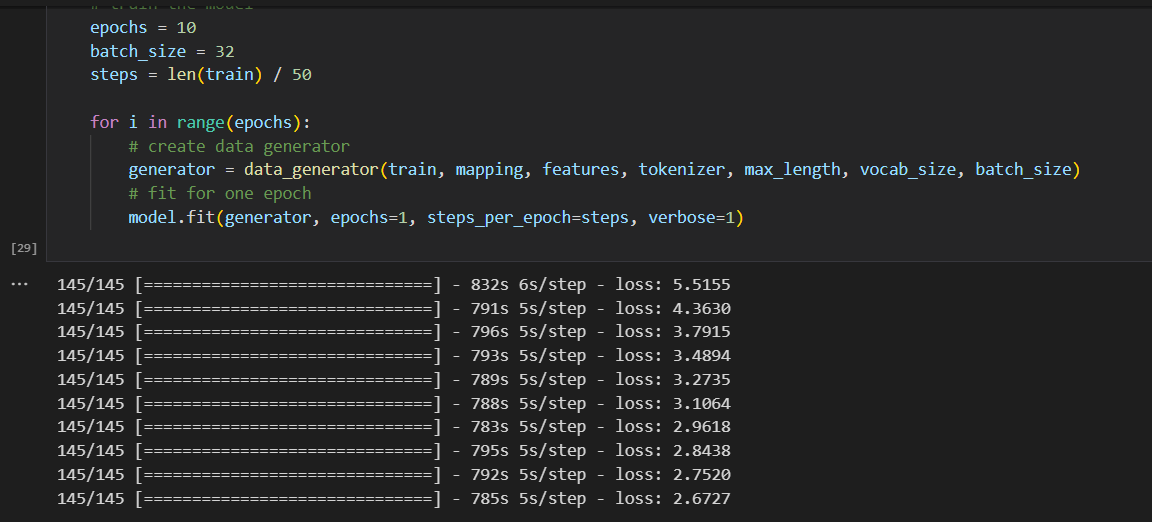 # train the model
epochs = 10
batch_size = 32
steps = len(train) / 50
for i in range(epochs):
# create data generator
generator = data_generator(train, mapping, features, tokenizer, max_length, vocab_size, batch_size)
# fit for one epoch
model.fit(generator, epochs=1, steps_per_epoch=steps, verbose=1)
[29]
... 145/145 [==============================] - 832s 6s/step - loss: 5.5155
145/145 [==============================] - 791s 5s/step - loss: 4.3630
145/145 [==============================] - 796s 5s/step - loss: 3.7915
145/145 [==============================] - 793s 5s/step - loss: 3.4894
145/145 [==============================] - 789s 5s/step - loss: 3.2735
145/145 [==============================] - 788s 5s/step - loss: 3.1064
145/145 [==============================] - 783s 5s/step - loss: 2.9618
145/145 [==============================] - 795s 5s/step - loss: 2.8438
145/145 [==============================] - 792s 5s/step - loss: 2.7520
145/145 [==============================] - 785s 5s/step - loss: 2.6727